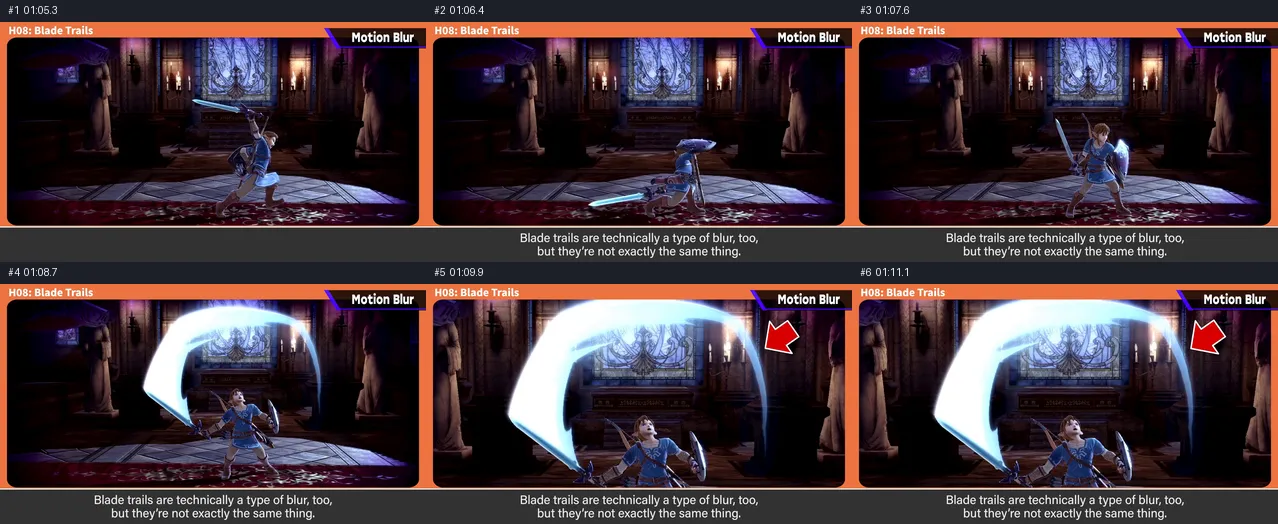 #1 01:05.3
H08: Blade Trails
Motion Blur
#2 01:06.4
H08: Blade Trails
Motion Blur
Blade trails are technically a type of blur, too,
but they're not exactly the same thing.
#3 01:07.6
H08: Blade Trails
Motion Blur
Blade trails are technically a type of blur, too,
but they're not exactly the same thing.
#4 01:08.7
H08: Blade Trails
Motion Blur
Blade trails are technically a type of blur, too,
but they're not exactly the same thing.
#5 01:09.9
H08: Blade Trails
Motion Blur
Blade trails are technically a type of blur, too,
but they're not exactly the same thing.
#6 01:11.1
H08: Blade Trails
Motion Blur
Blade trails are technically a type of blur, too,
but they're not exactly the same thing.